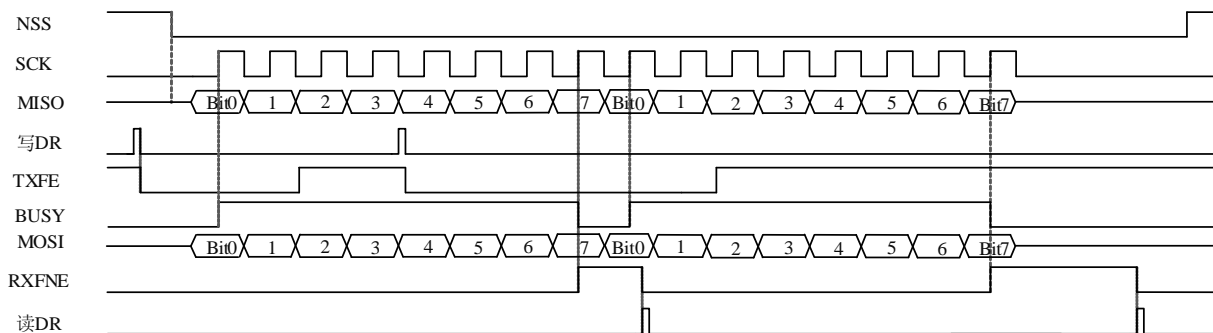 NSS
SCK
MISO Bit0 1 2 3 4 5 6 7 Bit0 1 2 3 4 5 6 Bit7
写DR
TXFE
BUSY
MOSI Bit0 1 2 3 4 5 6 7 Bit0 1 2 3 4 5 6 Bit7
RXFNE
读DR